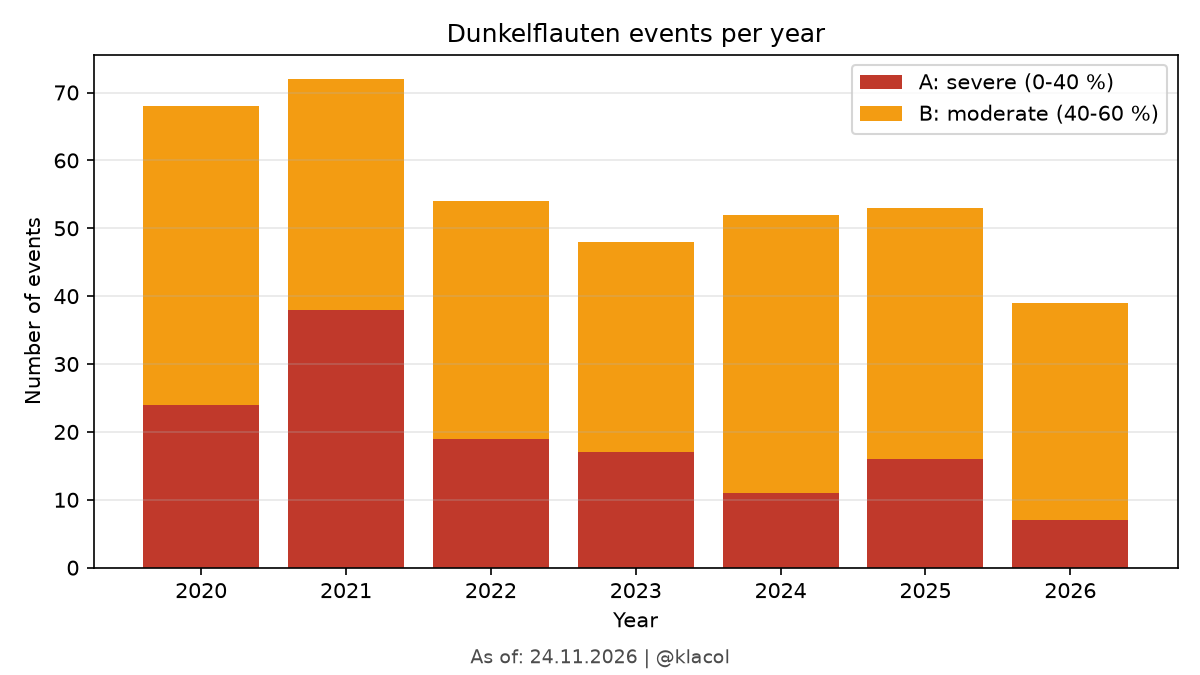 Dunkelflauten events per year
A: severe (0-40 %)
B: moderate (40-60 %)
Number of events
70
60
50
40
30
20
10
0
2020 2021 2022 2023 2024 2025 2026
Year
As of: 24.11.2026 | @klacol